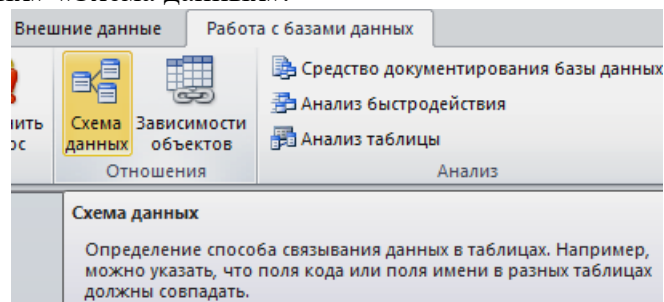 Внешние данные
Работа с базами данных
Схема данных
Зависимости объектов
Средство документирования базы данных
Анализ быстродействия
Анализ таблицы
Отношения
Анализ
Схема данных
Определение способа связывания данных в таблицах. Например,
можно указать, что поля кода или поля имени в разных таблицах
должны совпадать.